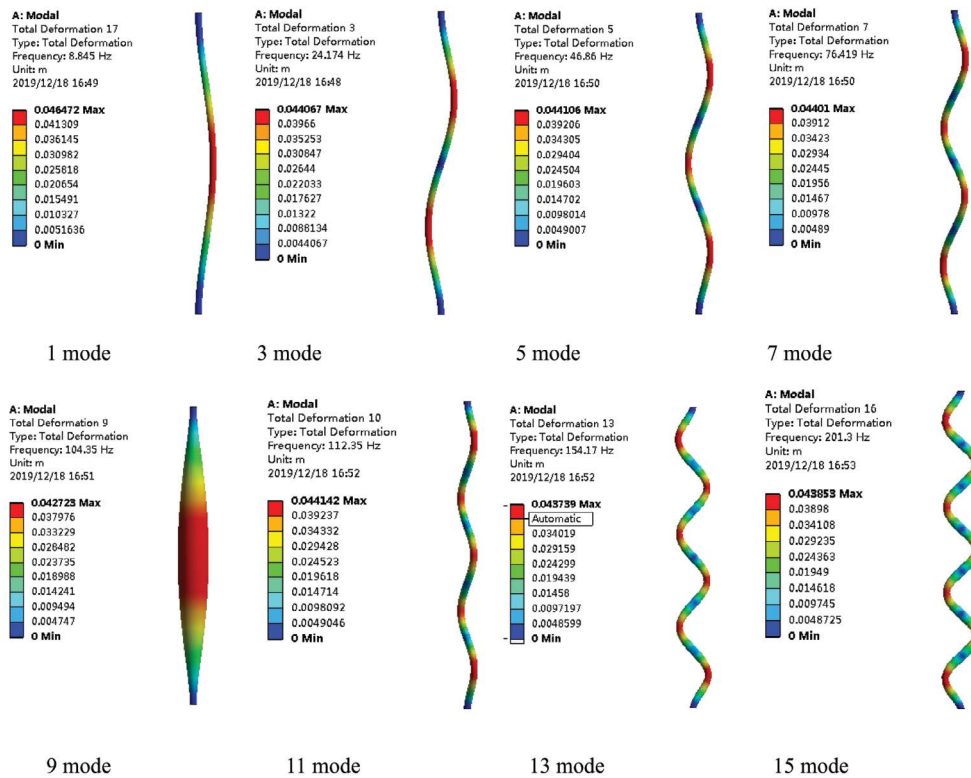 A: Modal
Total Deformation 17
Type: Total Deformation
Frequency: 8.845 Hz
Unit: m
2019/12/18 16:49
0.046472 Max
0.041309
0.036145
0.030982
0.025818
0.020654
0.015491
0.010327
0.0051636
0 Min
1 mode
A: Modal
Total Deformation 3
Type: Total Deformation
Frequency: 24.174 Hz
Unit: m
2019/12/18 16:48
0.044067 Max
0.03966
0.035253
0.030847
0.02644
0.022033
0.017627
0.01322
0.0088134
0.0044067
0 Min
3 mode
A: Modal
Total Deformation 5
Type: Total Deformation
Frequency: 46.86 Hz
Unit: m
2019/12/18 16:50
0.044106 Max
0.039206
0.034305
0.029404
0.024504
0.019603
0.014702
0.0098014
0.0049007
0 Min
5 mode
A: Modal
Total Deformation 7
Type: Total Deformation
Frequency: 76.419 Hz
Unit: m
2019/12/18 16:50
0.04401 Max
0.03912
0.03423
0.02934
0.02445
0.01956
0.01467
0.00978
0.00489
0 Min
7 mode
A: Modal
Total Deformation 9
Type: Total Deformation
Frequency: 104.35 Hz
Unit: m
2019/12/18 16:51
0.042723 Max
0.037976
0.033229
0.028482
0.023735
0.018988
0.014241
0.009494
0.004747
0 Min
9 mode
A: Modal
Total Deformation 10
Type: Total Deformation
Frequency: 112.35 Hz
Unit: m
2019/12/18 16:52
0.044142 Max
0.039237
0.034332
0.029428
0.024523
0.019618
0.014714
0.0098092
0.0049046
0 Min
11 mode
A: Modal
Total Deformation 13
Type: Total Deformation
Frequency: 154.17 Hz
Unit: m
2019/12/18 16:52
0.043739 Max
Automatic
0.034019
0.029159
0.024299
0.019439
0.01458
0.0097197
0.0048599
0 Min
13 mode
A: Modal
Total Deformation 16
Type: Total Deformation
Frequency: 201.3 Hz
Unit: m
2019/12/18 16:53
0.043853 Max
0.03898
0.034108
0.029235
0.024363
0.01949
0.014618
0.009745
0.0048725
0 Min
15 mode